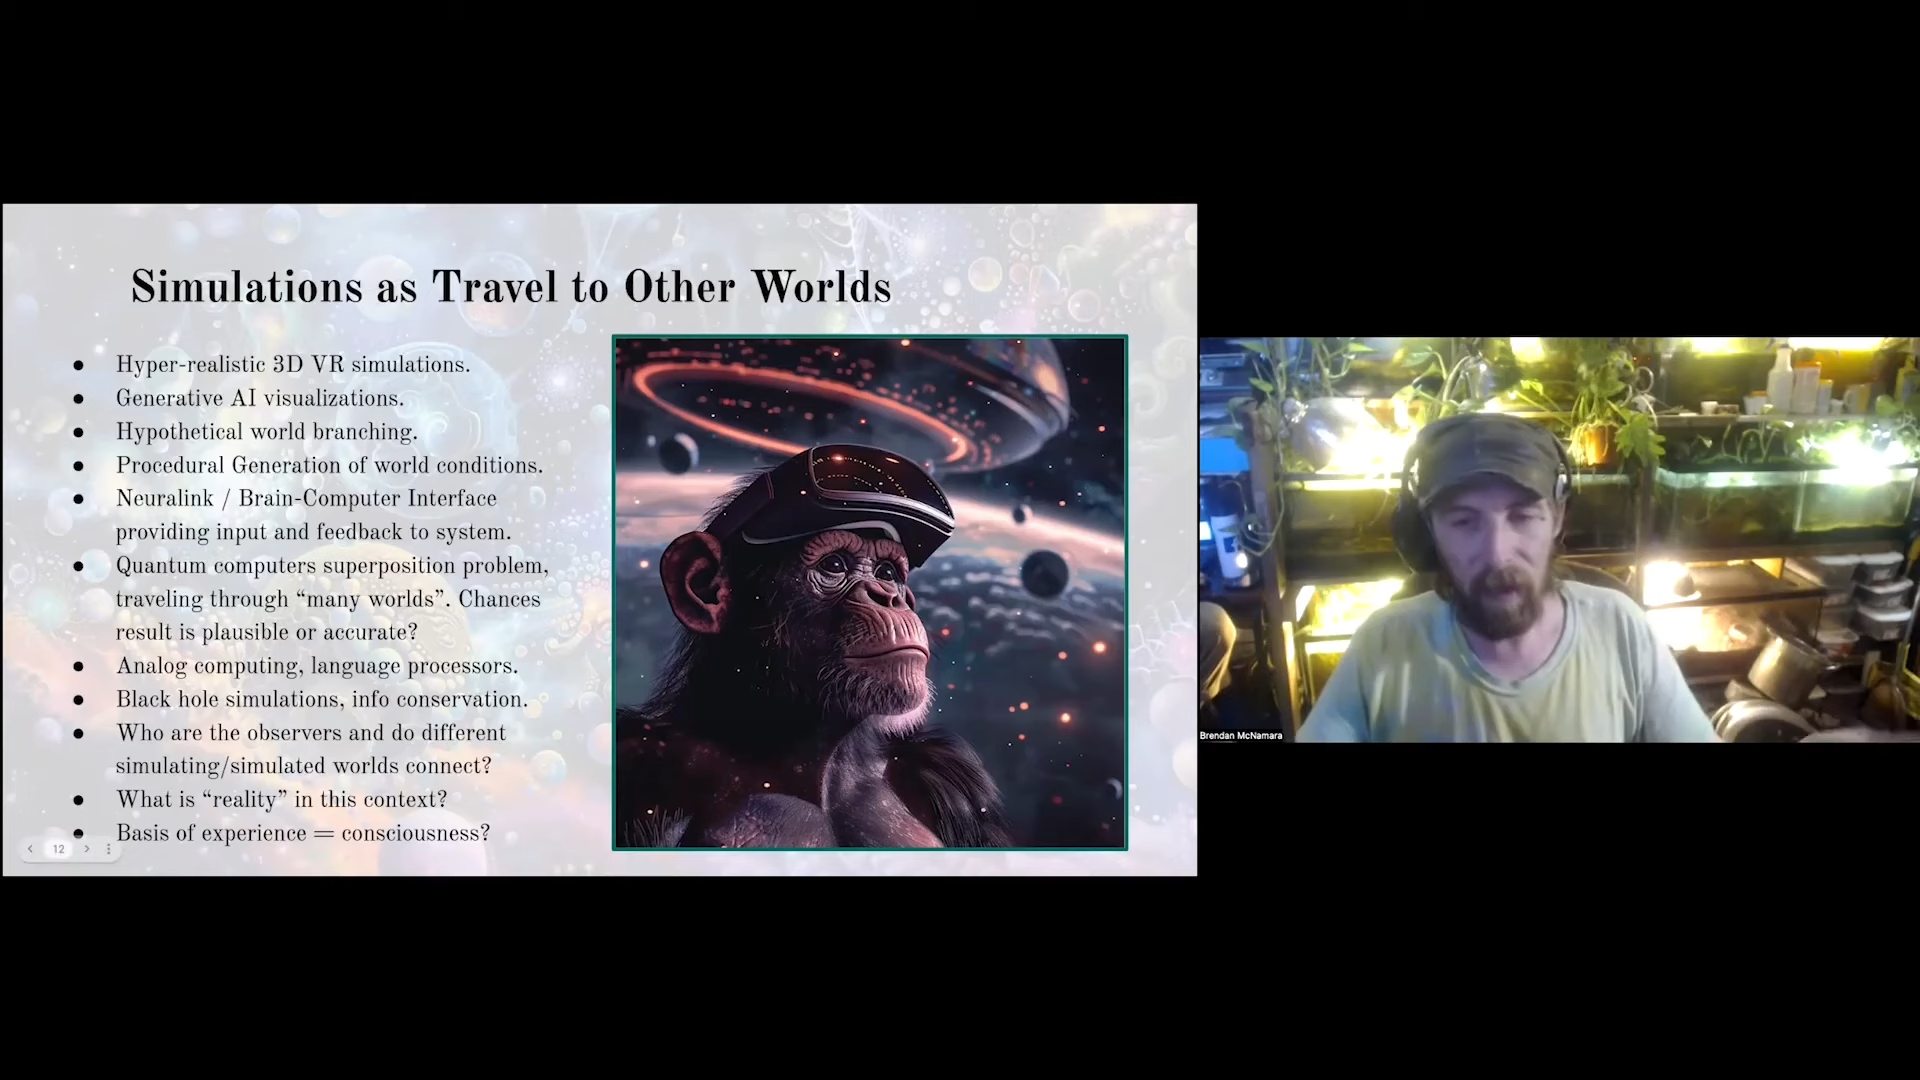 Simulations as Travel to Other Worlds
● Hyper-realistic 3D VR simulations.
● Generative AI visualizations.
● Hypothetical world branching.
● Procedural Generation of world conditions.
● Neuralink / Brain-Computer Interface
providing input and feedback to system.
● Quantum computers superposition problem,
traveling through “many worlds”. Chances
result is plausible or accurate?
● Analog computing, language processors.
● Black hole simulations, info conservation.
● Who are the observers and do different
simulating/simulated worlds connect?
● What is “reality” in this context?
● Basis of experience = consciousness?
12
Brendan McNamara